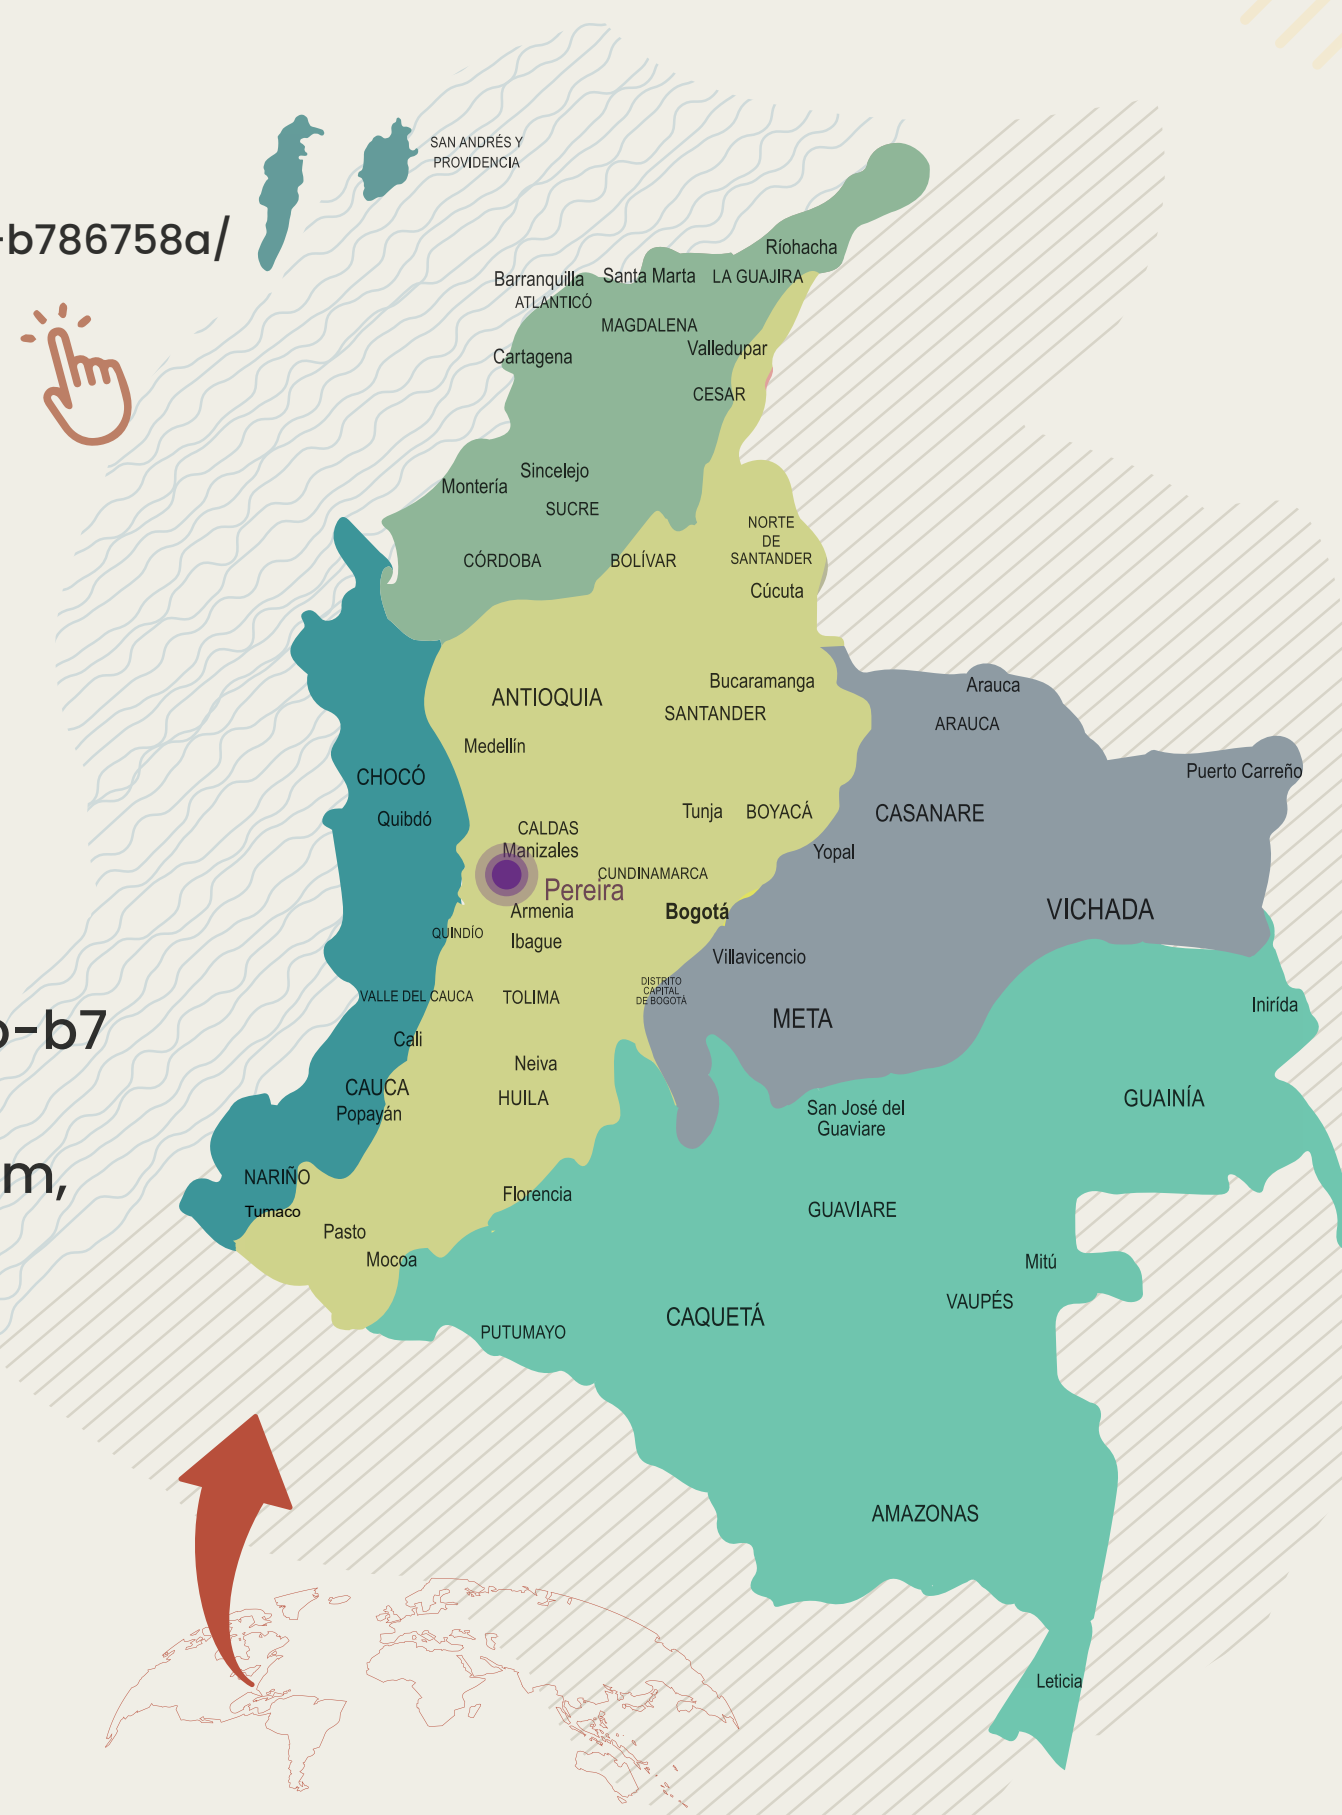 SAN ANDRÉS Y
PROVIDENCIA
-b786758a/
Ríohacha
Barranquilla
Santa Marta
LA GUAJIRA
ATLANTICÓ
MAGDALENA
Cartagena
Valledupar
CESAR
Sincelejo
Montería
SUCRE
NORTE
DE
SANTANDER
CÓRDOBA
BOLÍVAR
Cúcuta
Bucaramanga
Arauca
ANTIOQUIA
SANTANDER
ARAUCA
Medellín
CHOCÓ
Puerto Carreño
Quibdó
Tunja
BOYACÁ
CASANARE
CALDAS
Manizales
Yopal
CUNDINAMARCA
Pereira
Armenia
Bogotá
VICHADA
QUINDÍO
Ibague
Villavicencio
DISTRITO
CAPITAL
DE BOGOTÀ
VALLE DEL CAUCA
TOLIMA
Inirída
META
o-b7
Cali
Neiva
CAUCA
HUILA
GUAINÍA
Popayán
San José del
Guaviare
m,
NARIÑO
Florencia
Tumaco
GUAVIARE
Pasto
Mocoa
Mitú
VAUPÉS
CAQUETÁ
PUTUMAYO
AMAZONAS
Leticia